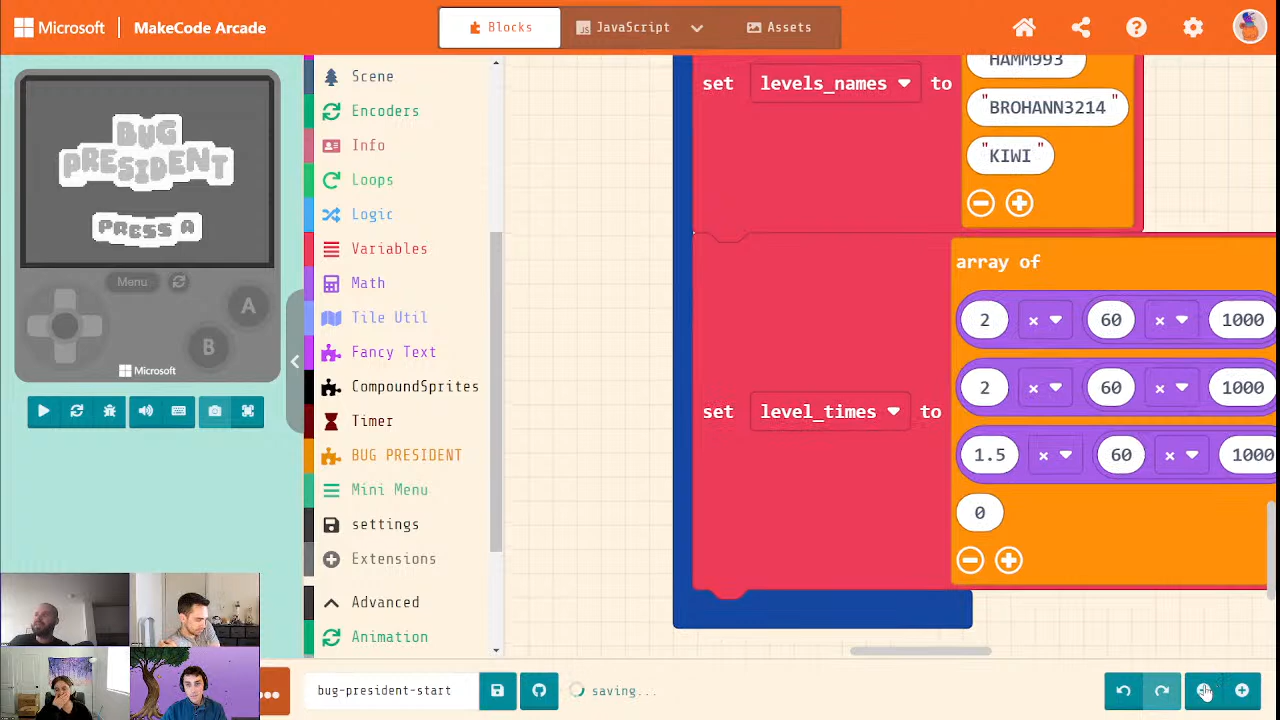 Microsoft | MakeCode Arcade
Blocks
JavaScript
Assets
BUG
PRESIDENT
PRESS A
Menu
A
B
Microsoft
Scene
Encoders
Info
Loops
Logic
Variables
Math
Tile Util
Fancy Text
CompoundSprites
Timer
BUG PRESIDENT
Mini Menu
settings
Extensions
Advanced
Animation
set levels_names to
HAMM993
"BROHANN3214"
"KIWI"
set level_times to
array of
2 × 60 × 1000
2 × 60 × 1000
1.5 × 60 × 1000
0
bug-president-start
saving...